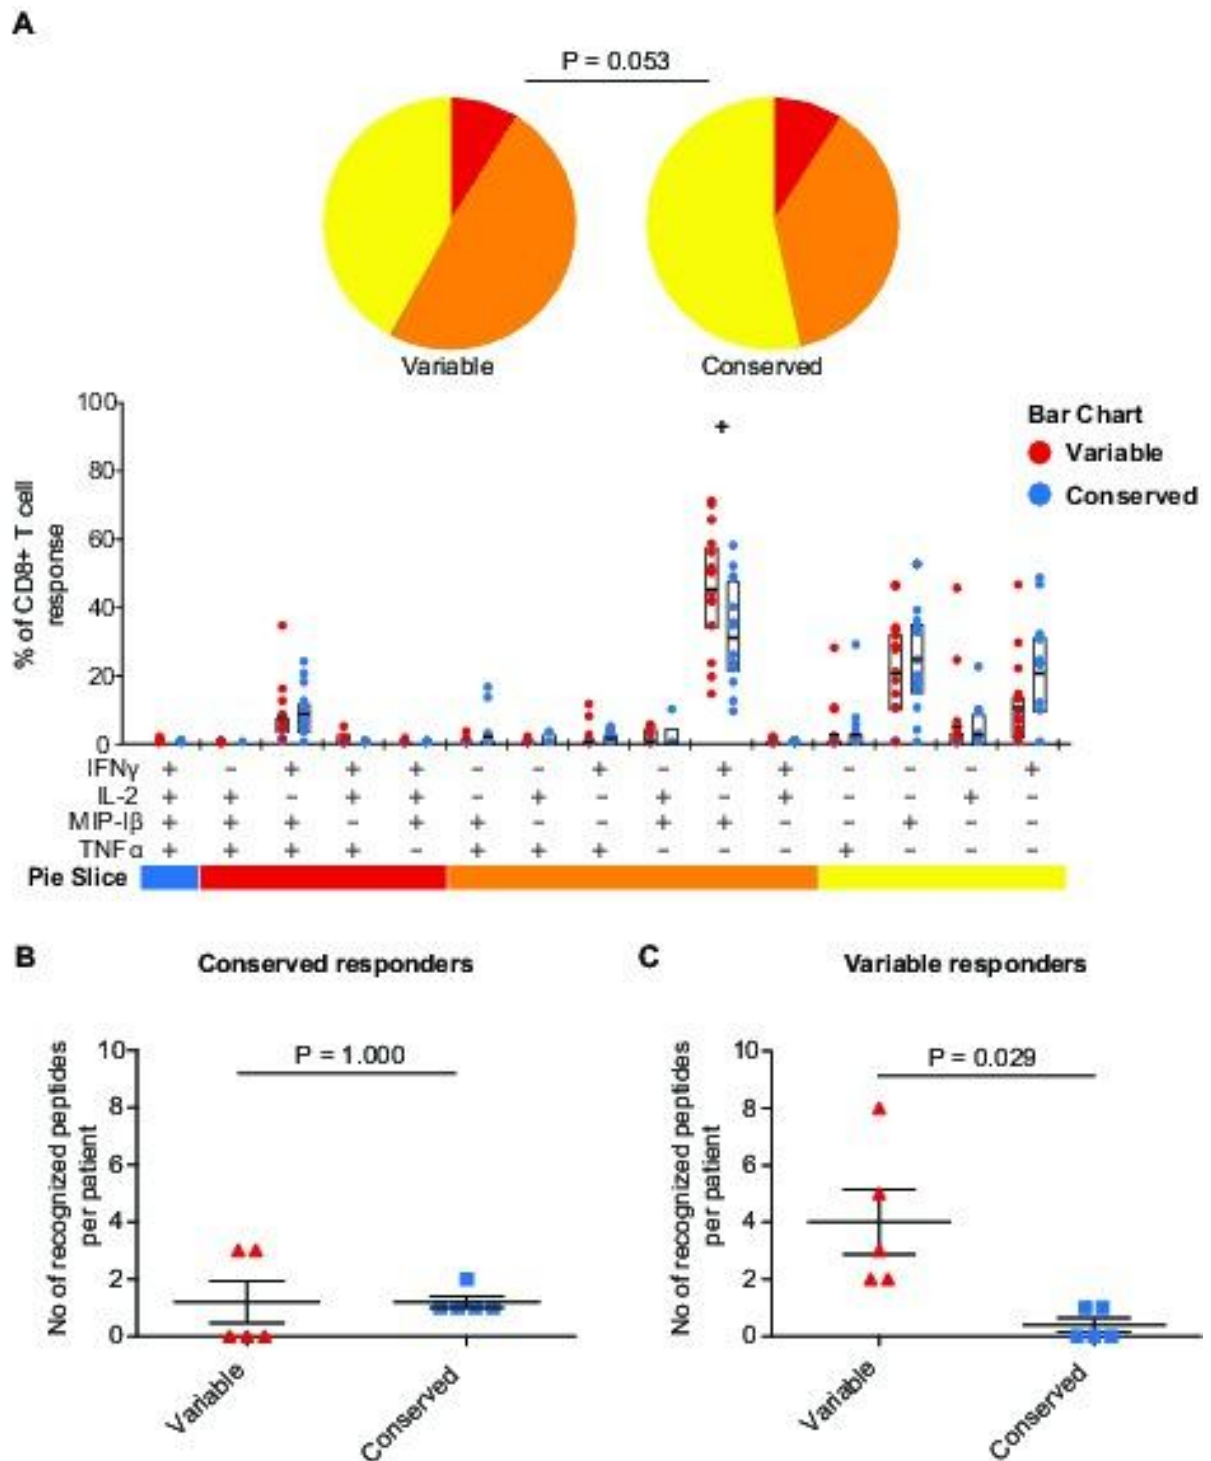 A
P = 0.053
Variable
Conserved
100
80
60
40
20
0
% of CD8+ T cell
response
+
Bar Chart
Variable
Conserved
IFNγ + - + + + - - - - + + - - - +
IL-2 + + - + + - + - + - + - - + -
MIP-Iβ + + + - + + - - + + - - + - -
TNFα + + + + - + + + - - - + - - -
Pie Slice
B
Conserved responders
P = 1.000
No of recognized peptides
per patient
10
8
6
4
2
0
Variable
Conserved
C
Variable responders
P = 0.029
No of recognized peptides
per patient
10
8
6
4
2
0
Variable
Conserved